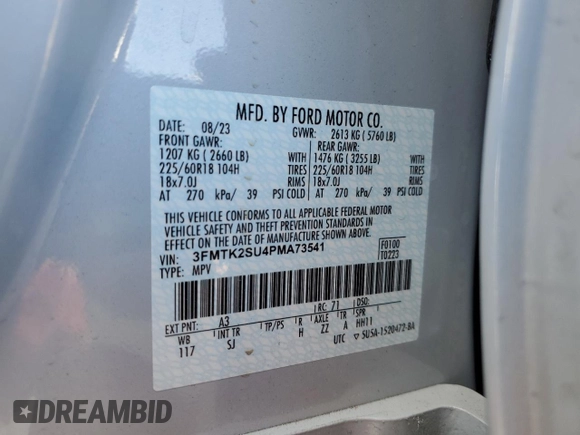 MFD. BY FORD MOTOR CO.
DATE: 08/23 GVWR: 2613 KG ( 5760 LB)
FRONT GAWR: REAR GAWR:
1207 KG ( 2660 LB) WITH 1476 KG ( 3255 LB) WITH
225/60R18 104H TIRES 225/60R18 104H TIRES
18x7.0J RIMS 18x7.0J RIMS
AT 270 kPa/ 39 PSI COLD AT 270 kPa/ 39 PSI COLD
THIS VEHICLE CONFORMS TO ALL APPLICABLE FEDERAL MOTOR
VEHICLE SAFETY AND THEFT PREVENTION STANDARDS IN EFFECT
ON THE DATE OF MANUFACTURE SHOWN ABOVE.
VIN: 3FMTK2SU4PMA73541 F0100
TYPE: MPV T0223
EXT PNT: A3 RC: 71 DSO:
WB INT TR TP/PS R AXLE TR SPR
117 SJ H ZZ A HH11
UTC ▽ SU5A-1520472-BA
DREAMBID